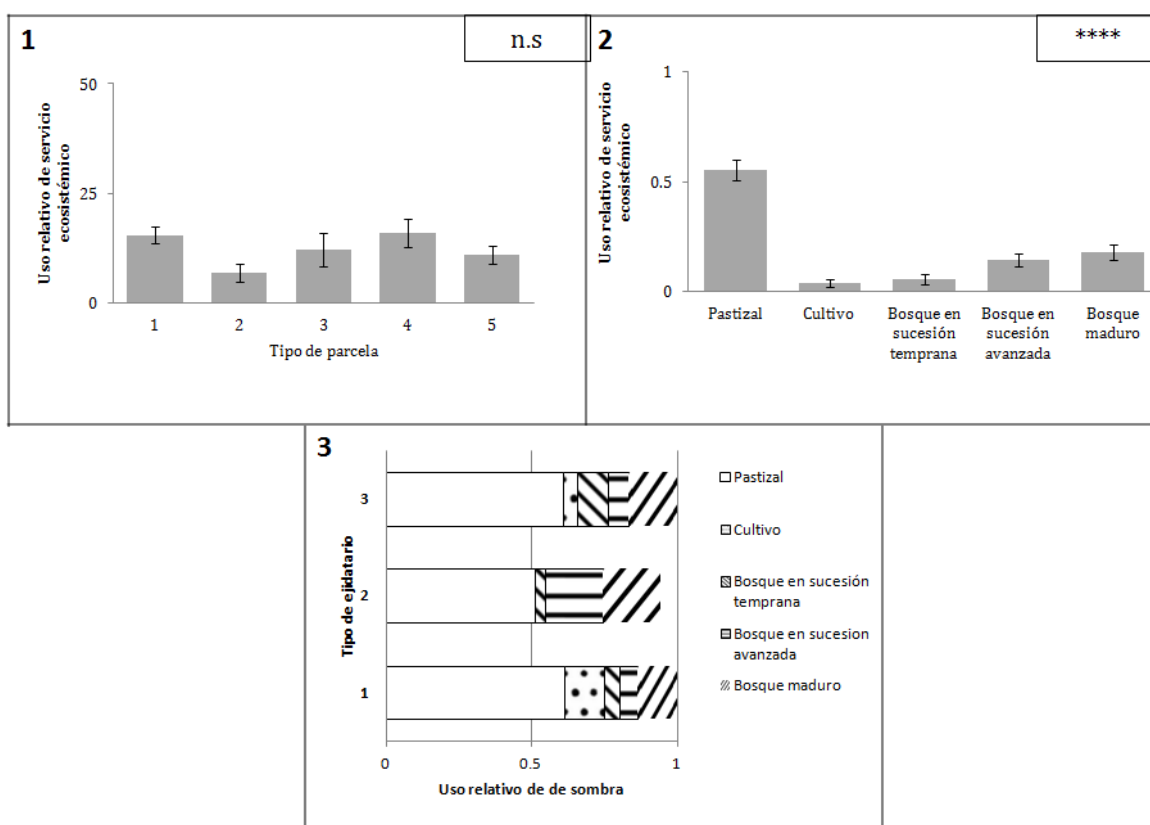 1
n.s
Uso relativo de servicio
ecosistémico
50
25
0
1 2 3 4 5
Tipo de parcela
2
****
Uso relativo de servicio
ecosistémico
1
0.5
0
Pastizal
Cultivo
Bosque en
sucesión
temprana
Bosque en
sucesión
avanzada
Bosque
maduro
3
Tipo de ejidatario
3
2
1
0 0.5 1
Uso relativo de de sombra
Pastizal
Cultivo
Bosque en sucesión
temprana
Bosque en sucesion
avanzada
Bosque maduro